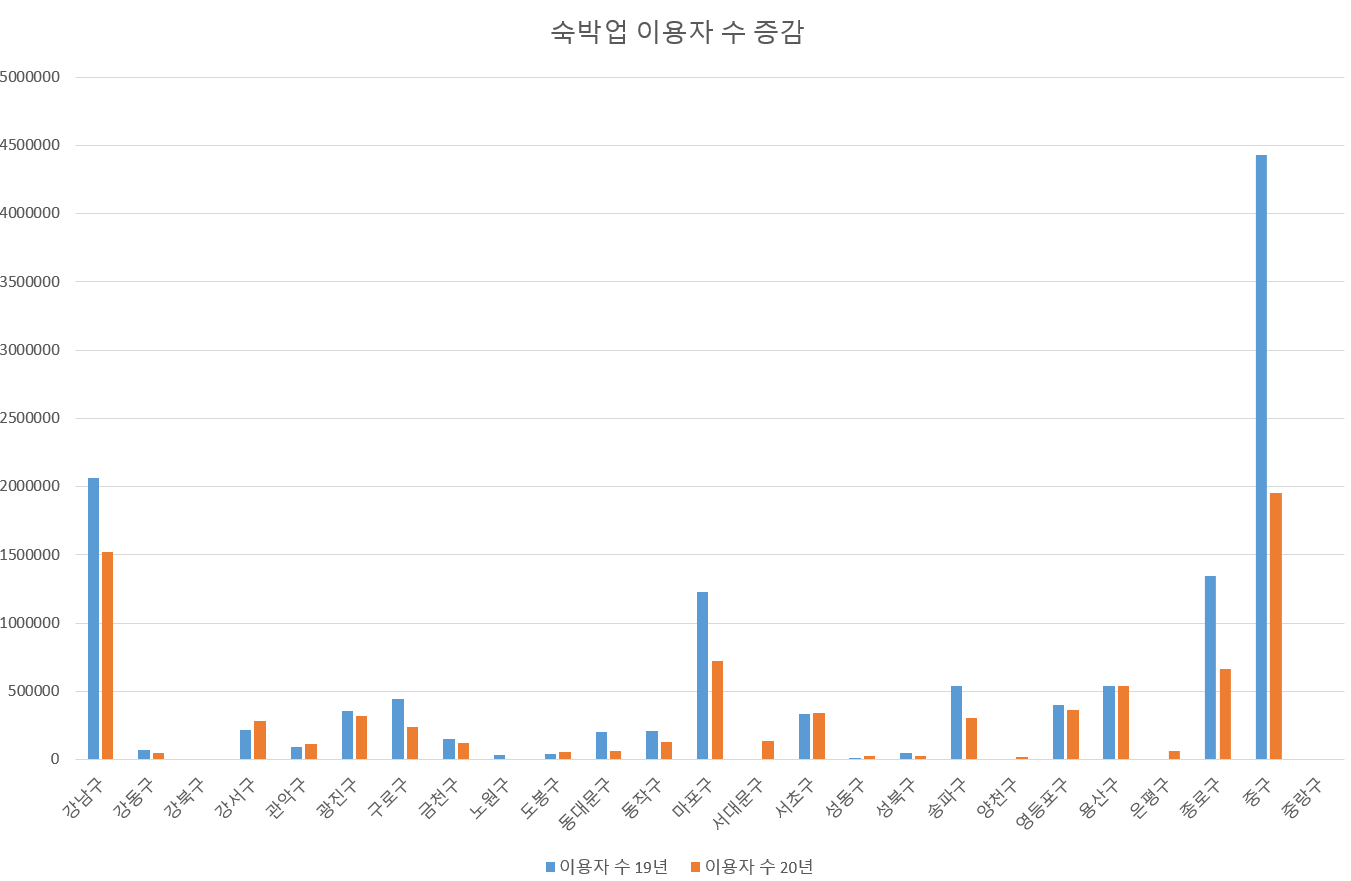 숙박업 이용자 수 증감
5000000
4500000
4000000
3500000
3000000
2500000
2000000
1500000
1000000
500000
0
강남구
강동구
강북구
강서구
관악구
광진구
구로구
금천구
노원구
도봉구
동대문구
동작구
마포구
서대문구
서초구
성동구
성북구
송파구
양천구
영등포구
용산구
은평구
종로구
중구
중랑구
이용자 수 19년
이용자 수 20년